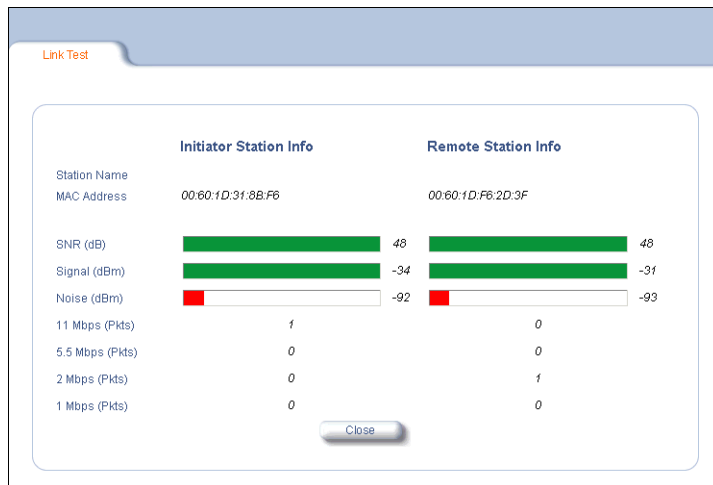 Link Test
Initiator Station Info Remote Station Info
Station Name
MAC Address 00:60:1D:31:8B:F6 00:60:1D:F6:2D:3F
SNR (dB) 48 48
Signal (dBm) -34 -31
Noise (dBm) -92 -93
11 Mbps (Pkts) 1 0
5.5 Mbps (Pkts) 0 0
2 Mbps (Pkts) 0 1
1 Mbps (Pkts) 0 0
Close